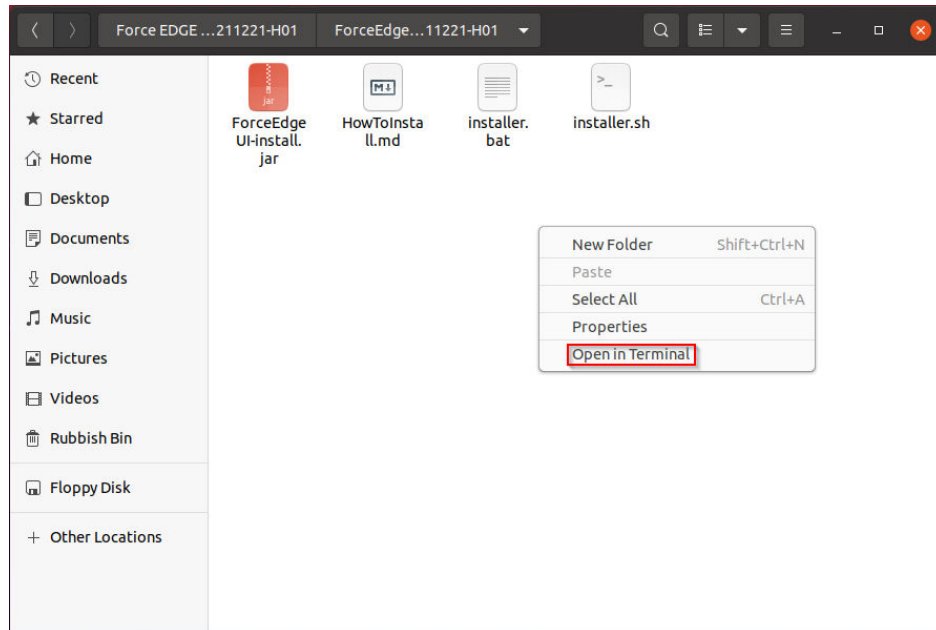 Force EDGE ...211221-H01 ForceEdge...11221-H01
Recent
Starred
Home
Desktop
Documents
Downloads
Music
Pictures
Videos
Rubbish Bin
Floppy Disk
Other Locations
jar
ForceEdge
UI-install.
jar
M
HowToInsta
ll.md
installer.
bat
>_
installer.sh
New Folder Shift+Ctrl+N
Paste
Select All Ctrl+A
Properties
Open in Terminal